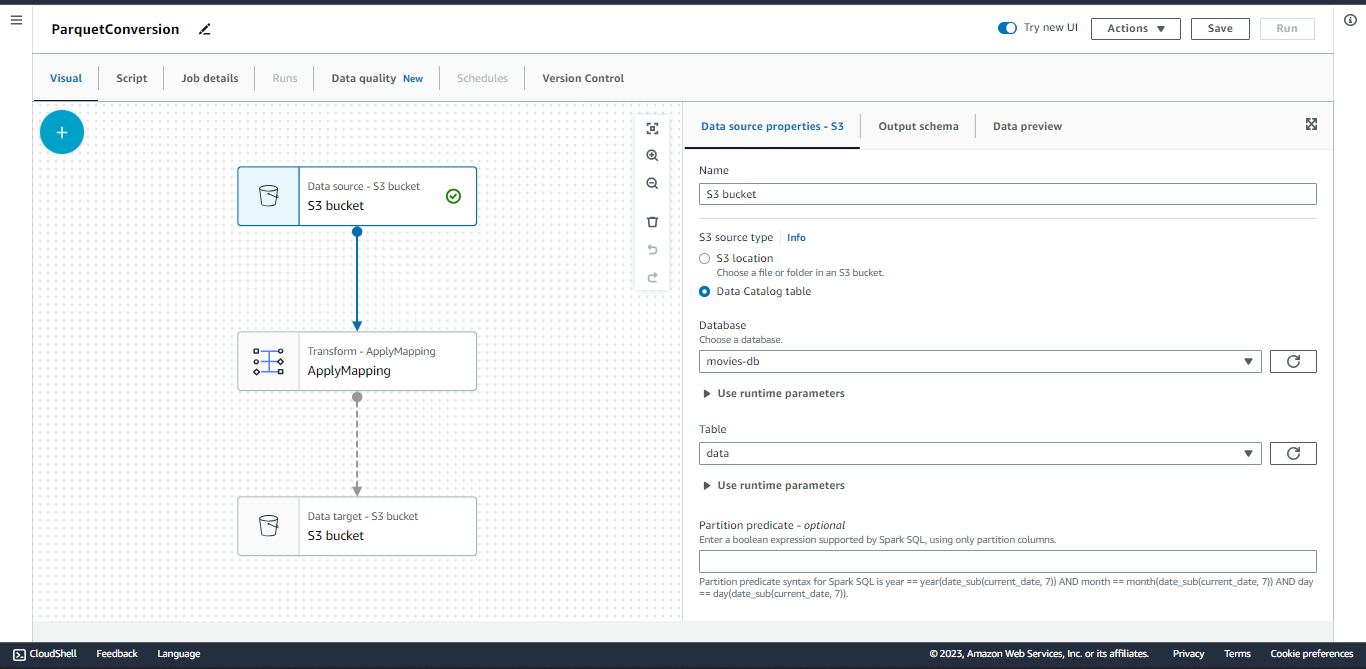 ParquetConversion
Try new UI
Actions
Save
Run
Visual
Script
Job details
Runs
Data quality New
Schedules
Version Control
Data source - S3 bucket
S3 bucket
Transform - ApplyMapping
ApplyMapping
Data target - S3 bucket
S3 bucket
Data source properties - S3
Output schema
Data preview
Name
S3 bucket
S3 source type Info
S3 location
Choose a file or folder in an S3 bucket.
Data Catalog table
Database
Choose a database.
movies-db
Use runtime parameters
Table
data
Use runtime parameters
Partition predicate - optional
Enter a boolean expression supported by Spark SQL, using only partition columns.
Partition predicate syntax for Spark SQL is year == year(date_sub(current_date, 7)) AND month == month(date_sub(current_date, 7)) AND day
== day(date_sub(current_date, 7)).
CloudShell
Feedback
Language
© 2023, Amazon Web Services, Inc. or its affiliates.
Privacy
Terms
Cookie preferences